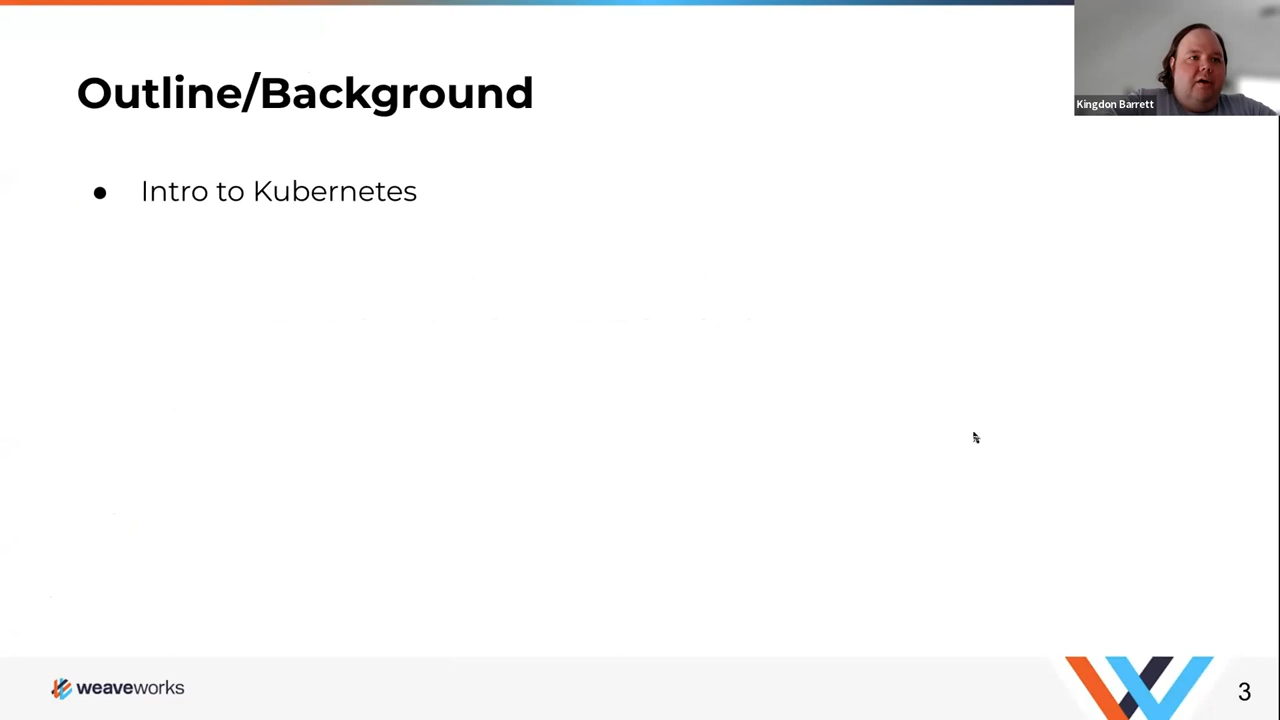 Outline/Background
Kingdon Barrett
● Intro to Kubernetes
weaveworks
3